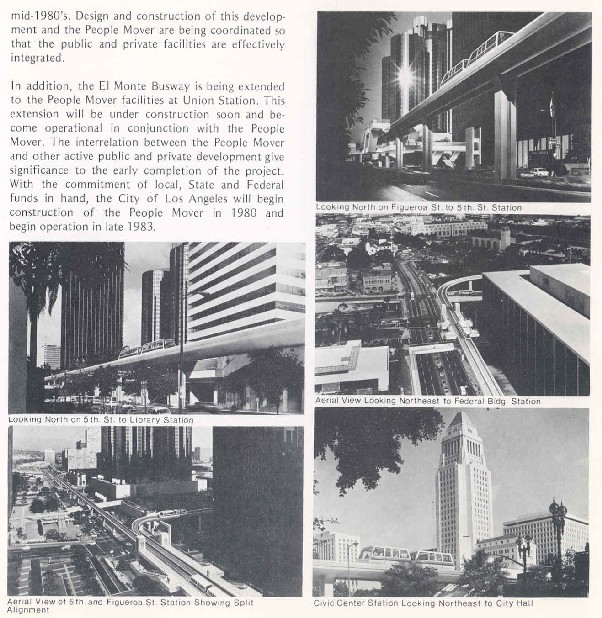 mid-1980's. Design and construction of this develop-
ment and the People Mover are being coordinated so
that the public and private facilities are effectively
integrated.
In addition, the El Monte Busway is being extended
to the People Mover facilities at Union Station. This
extension will be under construction soon and be-
come operational in conjunction with the People
Mover. The interrelation between the People Mover
and other active public and private development give
significance to the early completion of the project.
With the commitment of local, State and Federal
funds in hand, the City of Los Angeles will begin
construction of the People Mover in 1980 and
begin operation in late 1983.
Looking North on 5th. St. to Library Station
Aerial View of 5th. and Figueroa St. Station Showing Split
Alignment
Looking North on Figueroa St. to 5th. St. Station
Aerial View Looking Northeast to Federal Bldg. Station
Civic Center Station Looking Northeast to City Hall